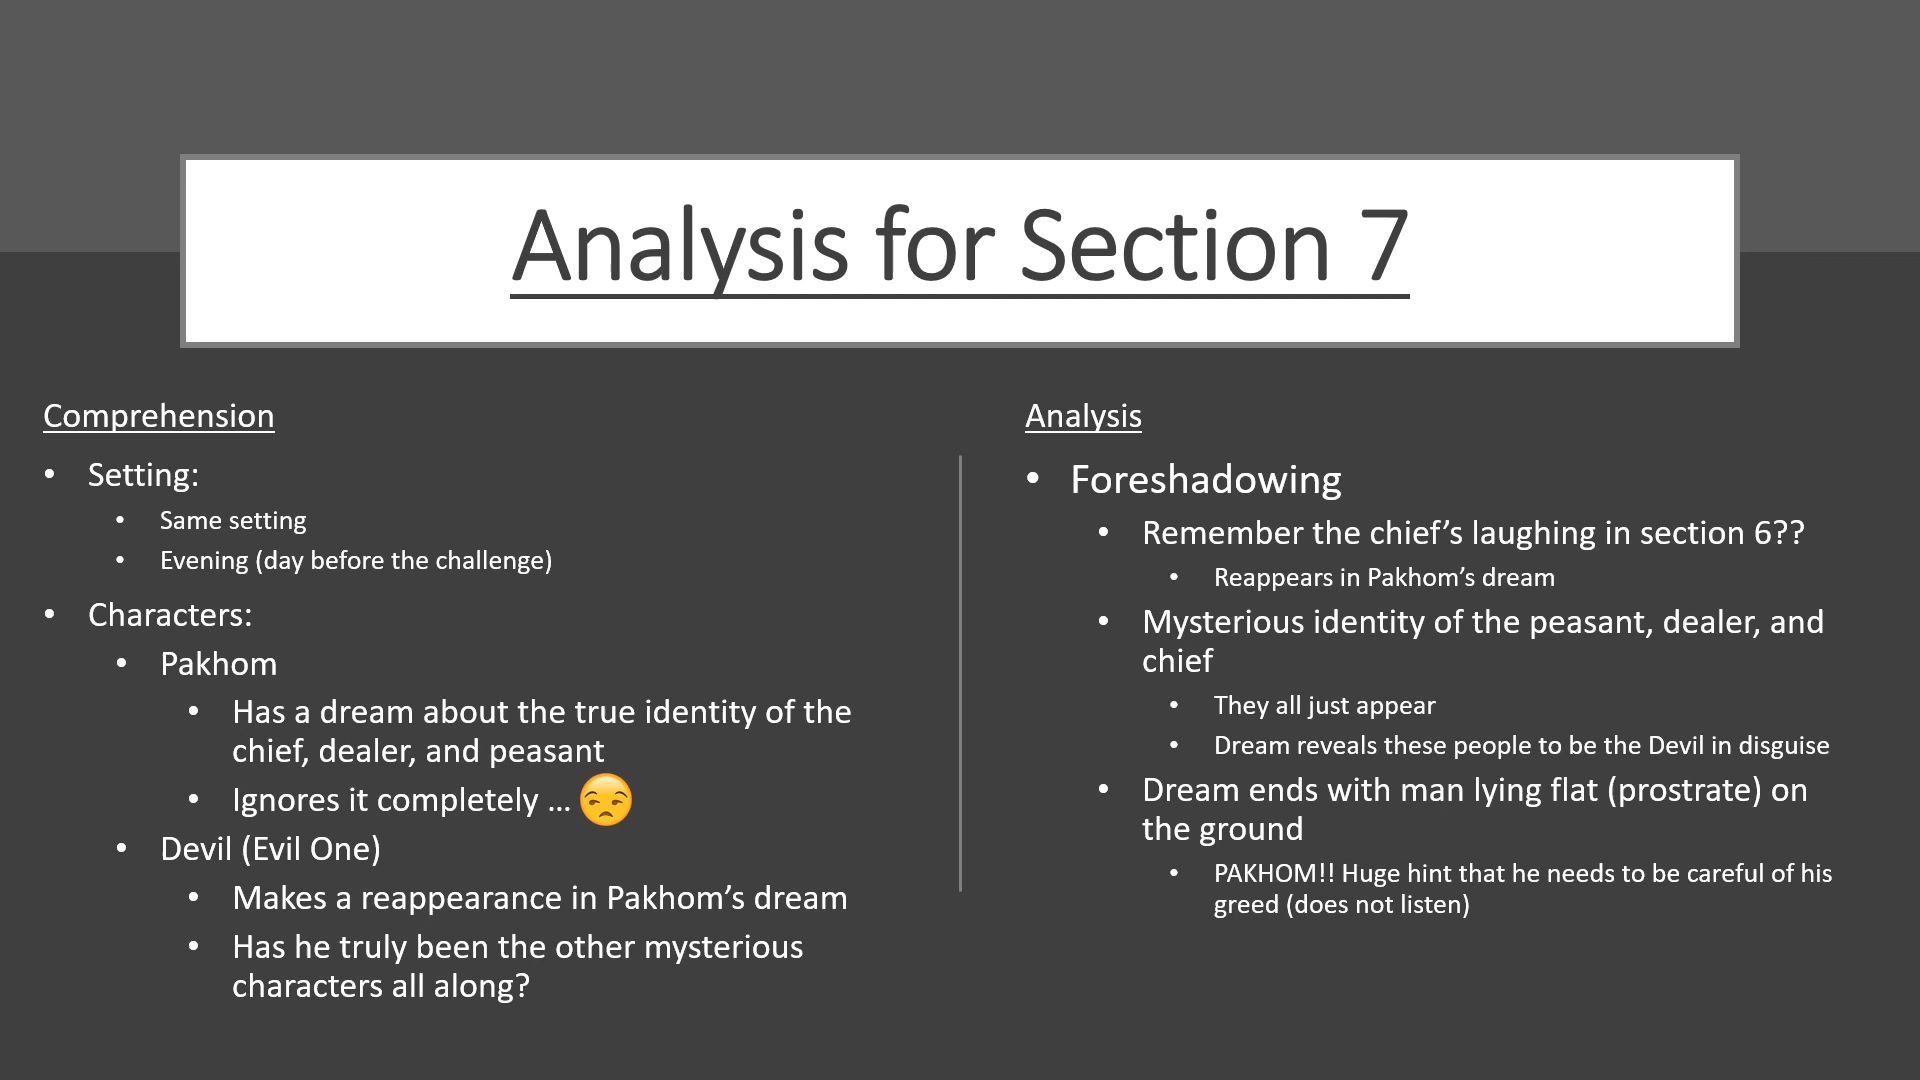 Analysis for Section 7
Comprehension
• Setting:
• Same setting
• Evening (day before the challenge)
• Characters:
• Pakhom
• Has a dream about the true identity of the
chief, dealer, and peasant
• Ignores it completely … 😒
• Devil (Evil One)
• Makes a reappearance in Pakhom’s dream
• Has he truly been the other mysterious
characters all along?
Analysis
• Foreshadowing
• Remember the chief’s laughing in section 6??
• Reappears in Pakhom’s dream
• Mysterious identity of the peasant, dealer, and
chief
• They all just appear
• Dream reveals these people to be the Devil in disguise
• Dream ends with man lying flat (prostrate) on
the ground
• PAKHOM!! Huge hint that he needs to be careful of his
greed (does not listen)